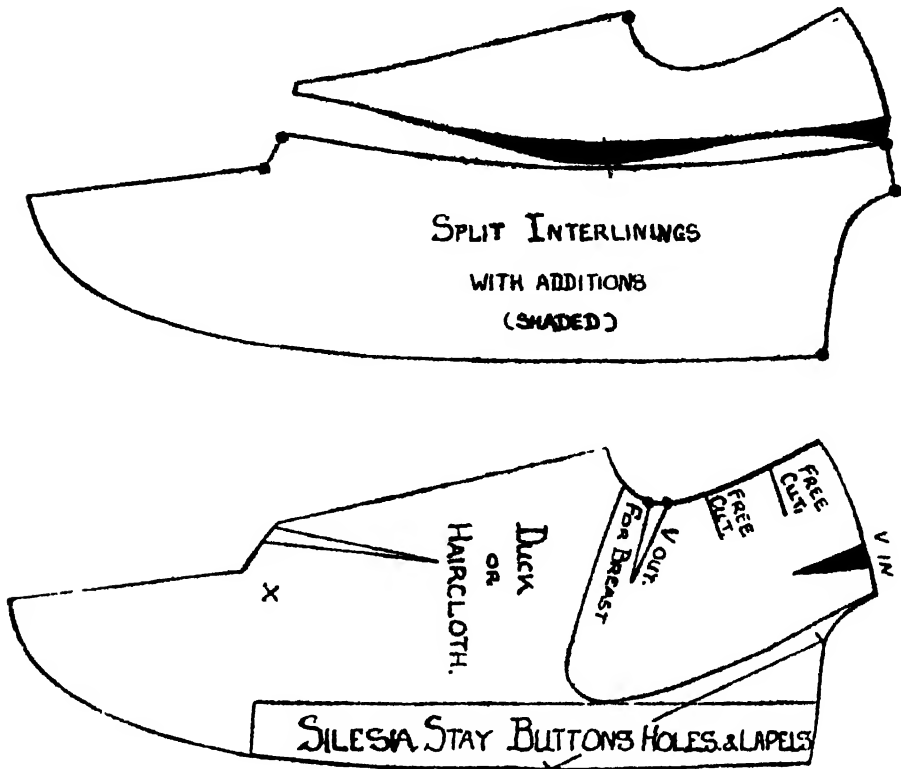 SPLIT INTERLININGS
WITH ADDITIONS
(SHADED)
FREE
CUT.
FREE
CUT.
V IN
V OUT.
FOR BREAST
DUCK
OR
HAIRCLOTH.
X
SILESIA STAY BUTTONS HOLES.&LAPELS